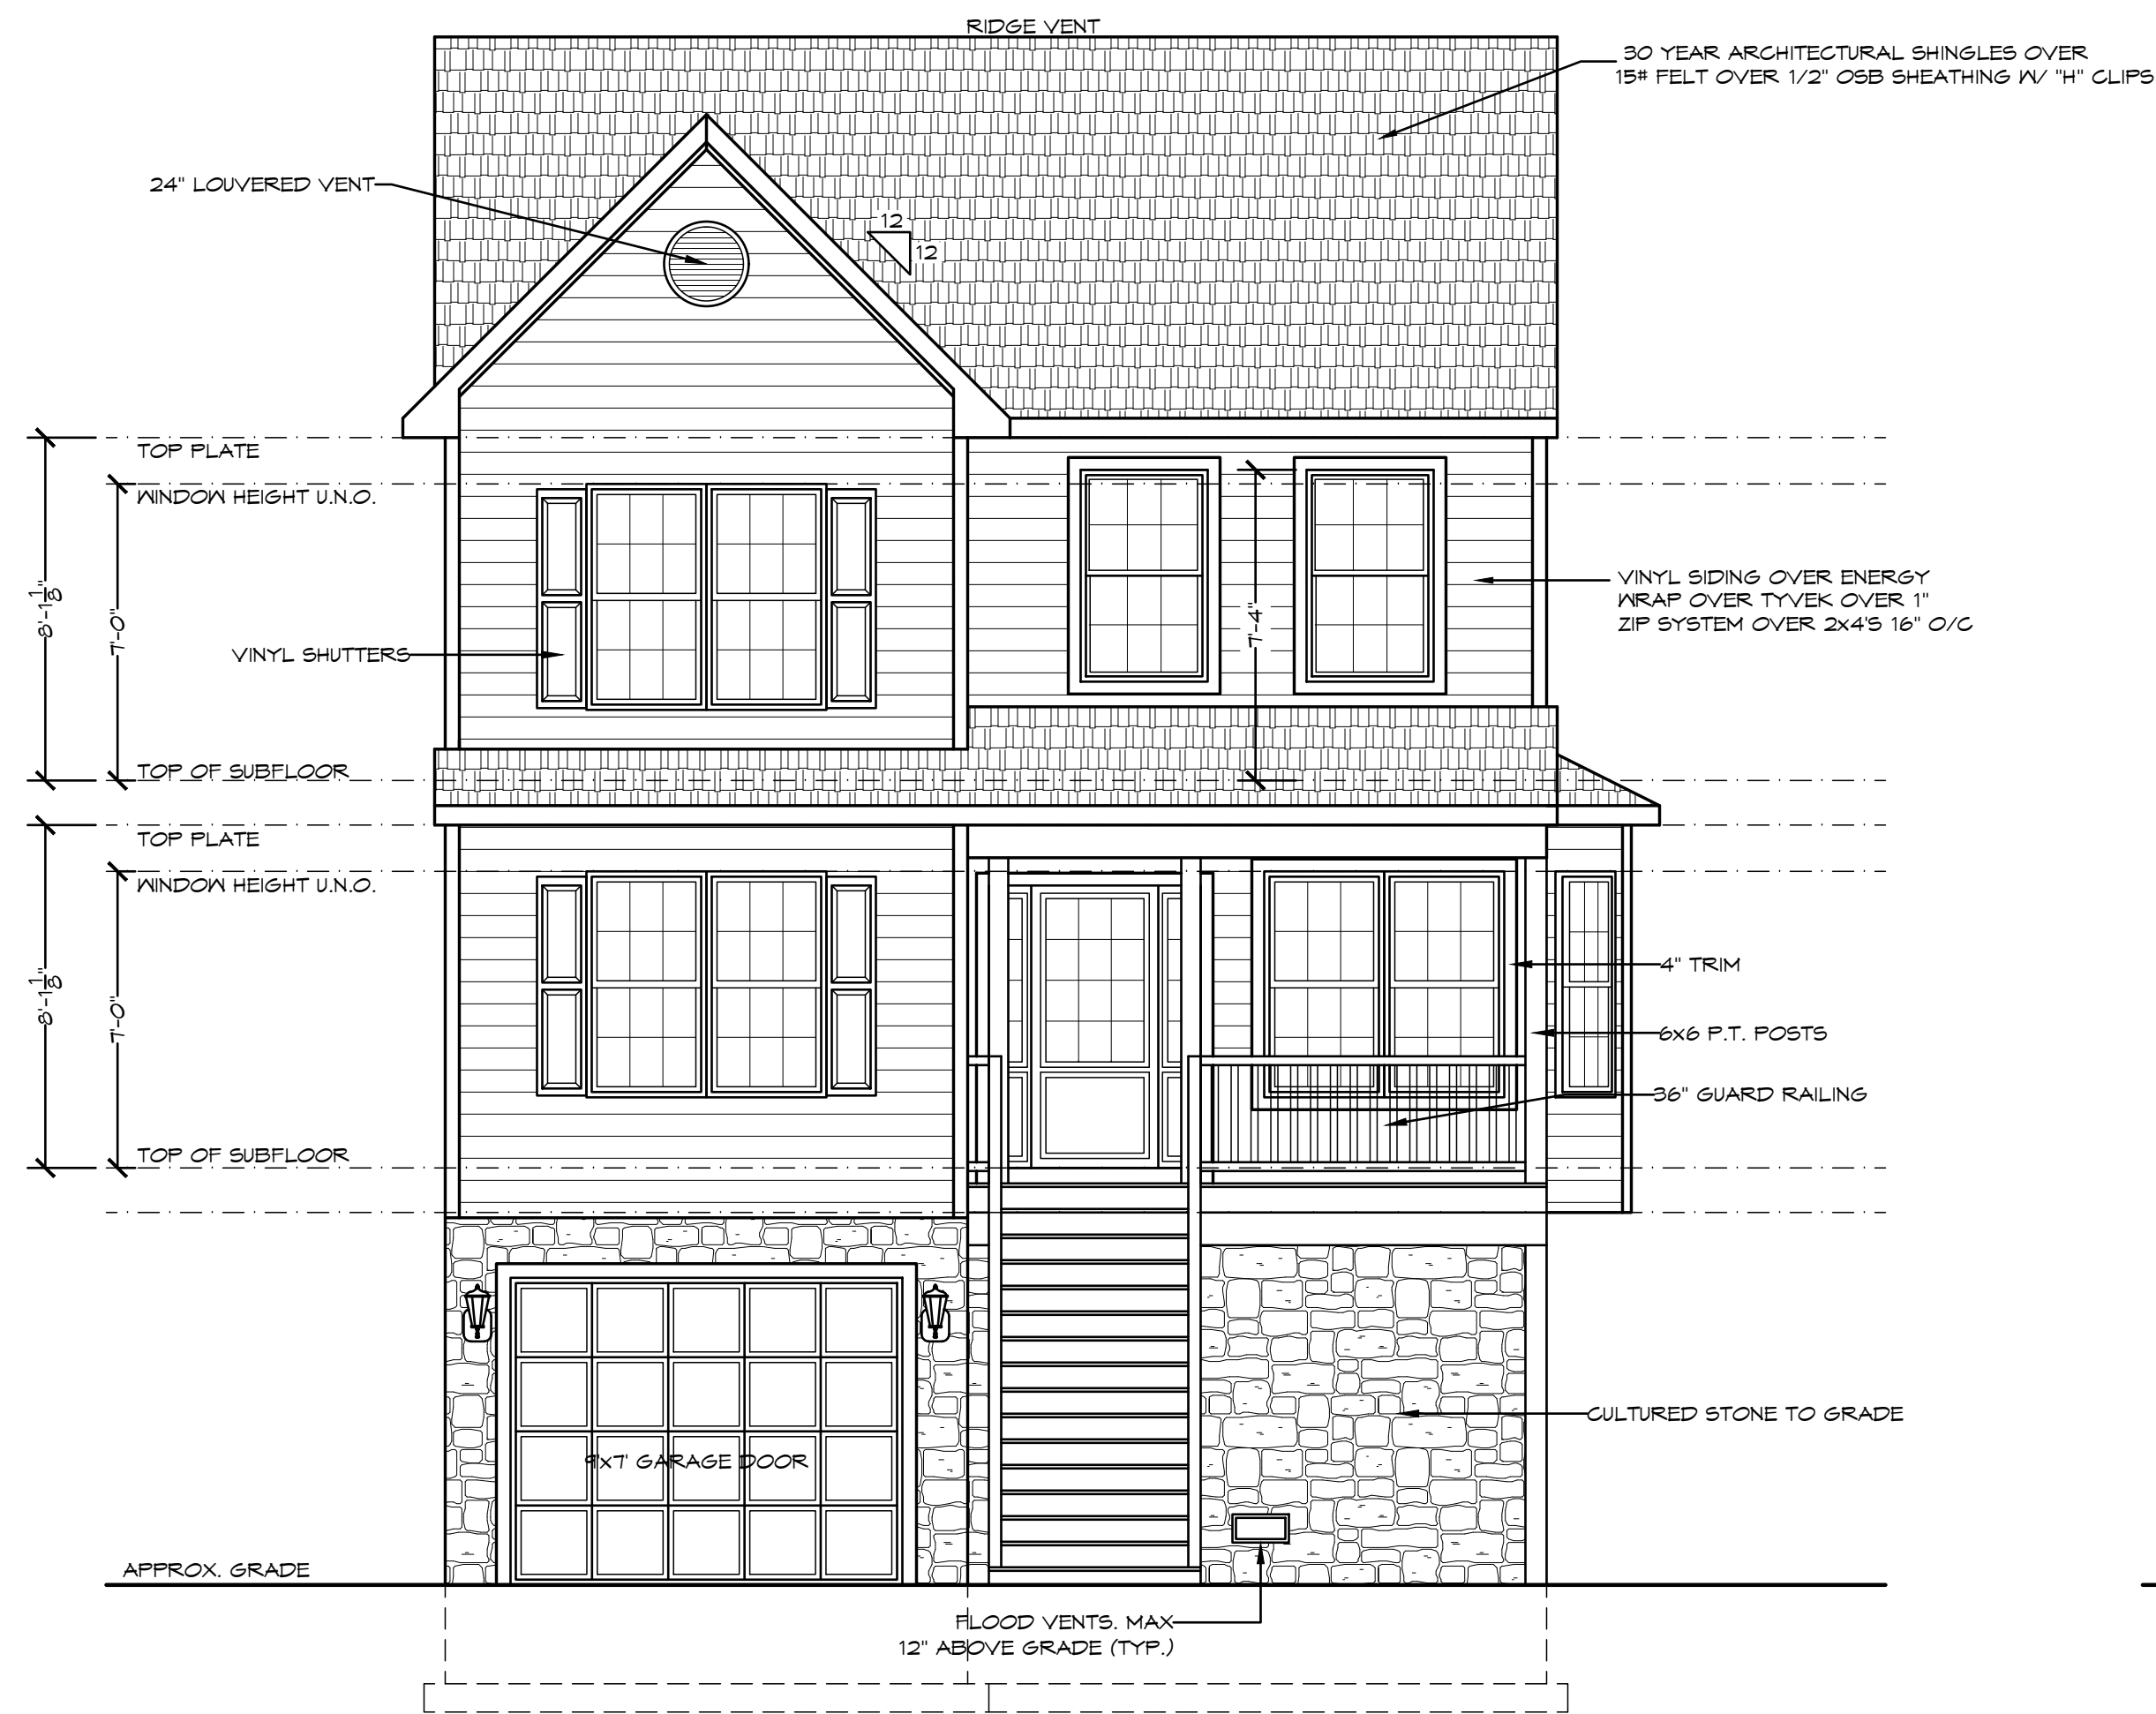 RIDGE VENT
30 YEAR ARCHITECTURAL SHINGLES OVER
15# FELT OVER 1/2" OSB SHEATHING W/ "H" CLIPS
24" LOUVERED VENT
12
12
TOP PLATE
WINDOW HEIGHT U.N.O.
8'-1 1/8"
7'-0"
7'-4"
VINYL SIDING OVER ENERGY
WRAP OVER TYVEK OVER 1"
ZIP SYSTEM OVER 2x4'S 16" O/C
VINYL SHUTTERS
TOP OF SUBFLOOR
TOP PLATE
WINDOW HEIGHT U.N.O.
8'-1 1/8"
7'-0"
4" TRIM
6x6 P.T. POSTS
36" GUARD RAILING
TOP OF SUBFLOOR
CULTURED STONE TO GRADE
9'x7' GARAGE DOOR
APPROX. GRADE
FLOOD VENTS. MAX
12" ABOVE GRADE (TYP.)